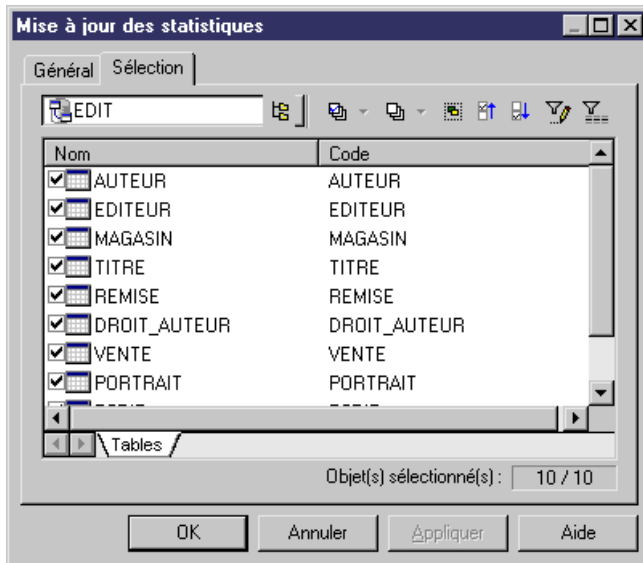 Mise à jour des statistiques
Général Sélection
EDIT
Nom Code
AUTEUR AUTEUR
EDITEUR EDITEUR
MAGASIN MAGASIN
TITRE TITRE
REMISE REMISE
DROIT_AUTEUR DROIT_AUTEUR
VENTE VENTE
PORTRAIT PORTRAIT
Tables
Objet(s) sélectionné(s) : 10 / 10
OK Annuler Appliquer Aide